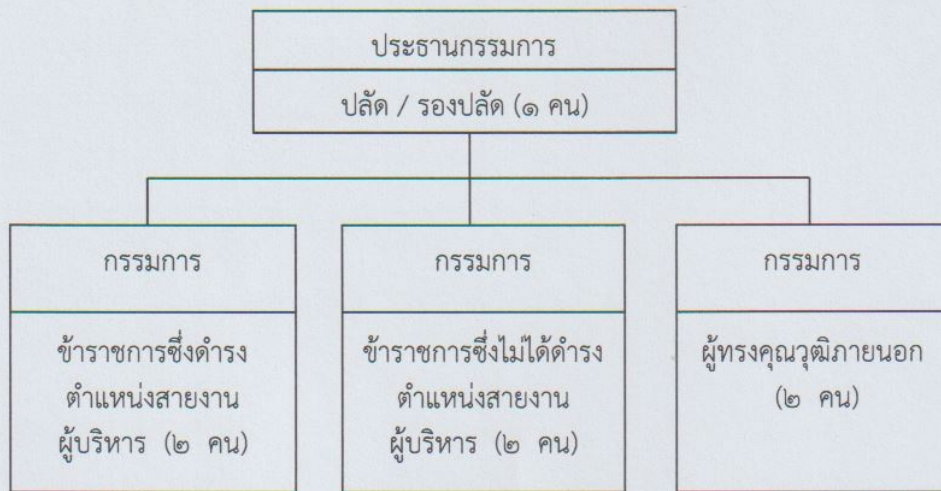 ประธานกรรมการ
ปลัด / รองปลัด (๑ คน)
กรรมการ
ข้าราชการซึ่งดำรง
ตำแหน่งสายงาน
ผู้บริหาร (๒ คน)
กรรมการ
ข้าราชการซึ่งไม่ได้ดำรง
ตำแหน่งสายงาน
ผู้บริหาร (๒ คน)
กรรมการ
ผู้ทรงคุณวุฒิภายนอก
(๒ คน)